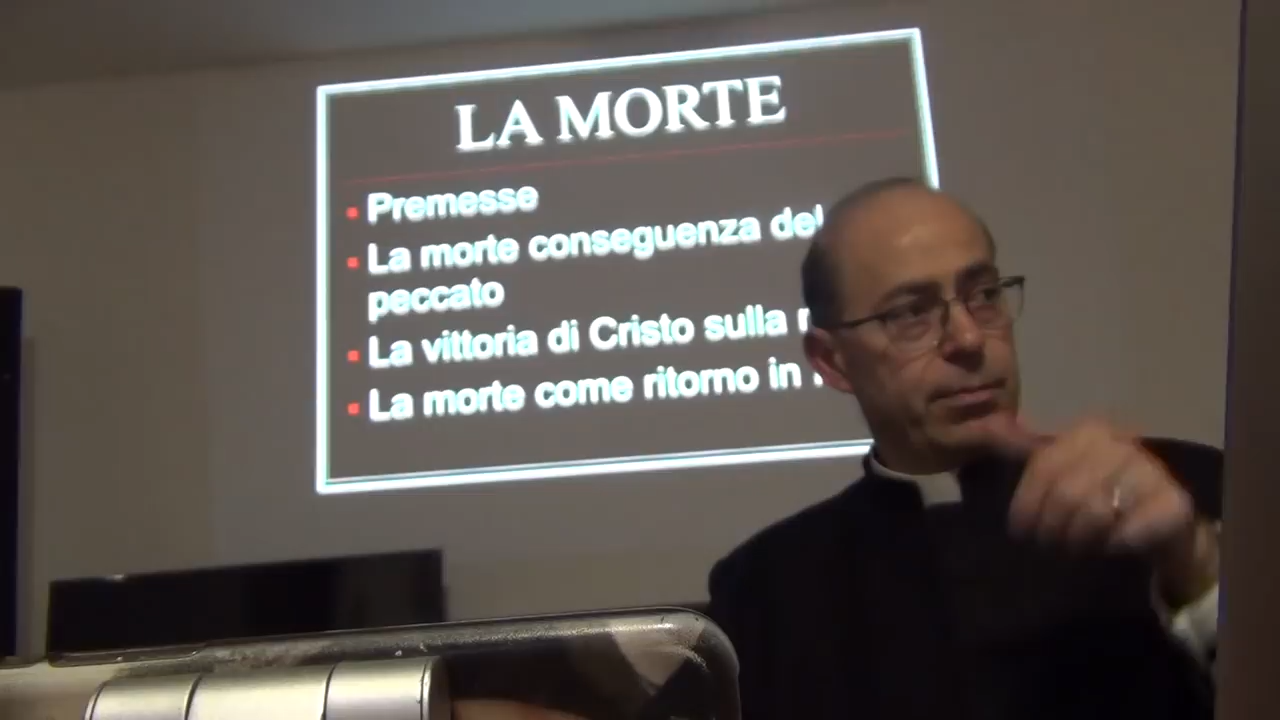 LA MORTE
Premesse
La morte conseguenza del
peccato
La vittoria di Cristo sulla
La morte come ritorno in